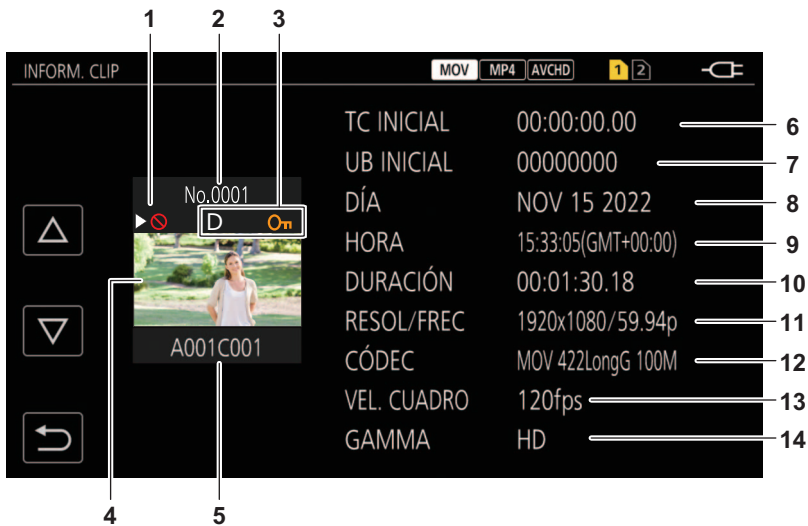 1 2 3
INFORM. CLIP MOV MP4 AVCHD 1 2
TC INICIAL 00:00:00.00 6
UB INICIAL 00000000 7
No.0001
D
DÍA NOV 15 2022 8
HORA 15:33:05(GMT+00:00) 9
4
DURACIÓN 00:01:30.18 10
RESOL/FREC 1920x1080/59.94p 11
A001C001
CÓDEC MOV 422LongG 100M 12
VEL. CUADRO 120fps 13
GAMMA HD 14
4 5